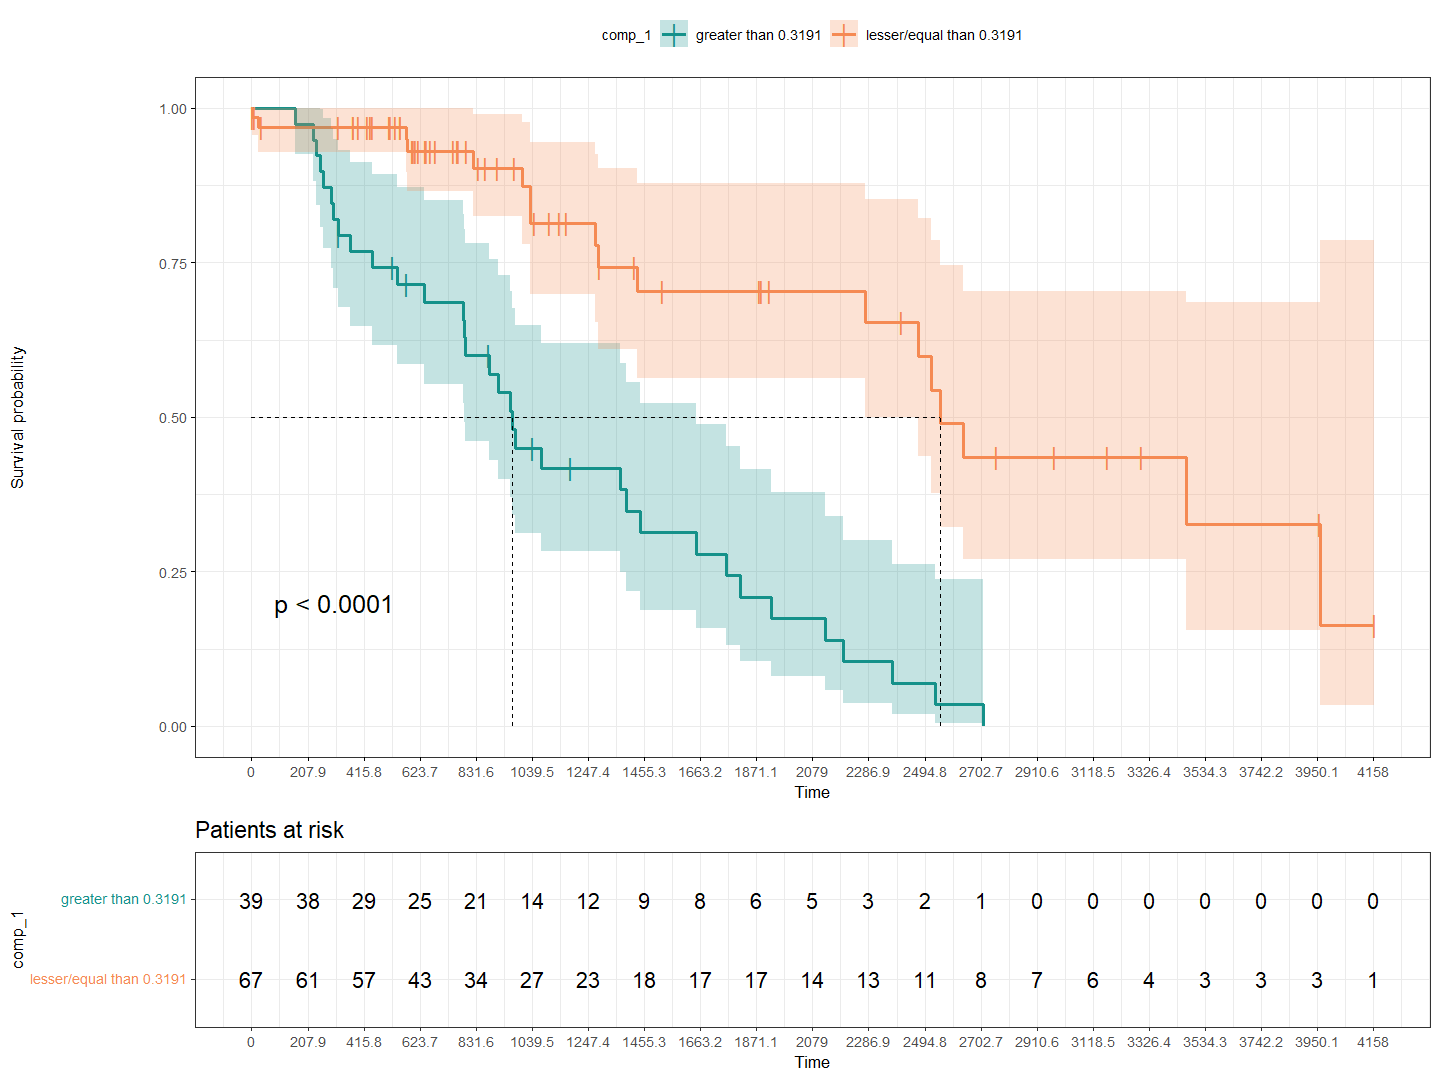 comp_1 greater than 0.3191 lesser/equal than 0.3191
1.00
0.75
0.50
0.25
0.00
Survival probability
p < 0.0001
0 207.9 415.8 623.7 831.6 1039.5 1247.4 1455.3 1663.2 1871.1 2079 2286.9 2494.8 2702.7 2910.6 3118.5 3326.4 3534.3 3742.2 3950.1 4158
Time
Patients at risk
comp_1
greater than 0.3191 39 38 29 25 21 14 12 9 8 6 5 3 2 1 0 0 0 0 0 0 0
lesser/equal than 0.3191 67 61 57 43 34 27 23 18 17 17 14 13 11 8 7 6 4 3 3 3 1
0 207.9 415.8 623.7 831.6 1039.5 1247.4 1455.3 1663.2 1871.1 2079 2286.9 2494.8 2702.7 2910.6 3118.5 3326.4 3534.3 3742.2 3950.1 4158
Time